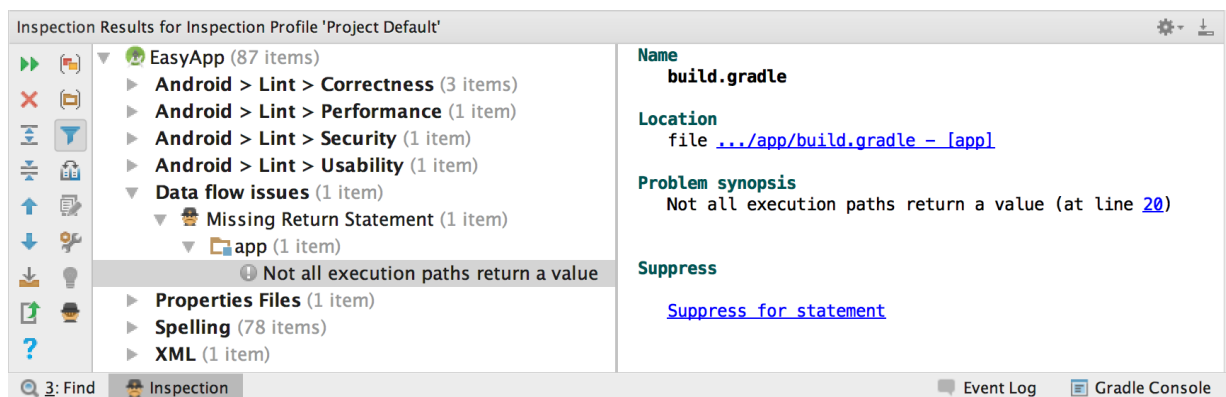 Inspection Results for Inspection Profile 'Project Default'
EasyApp (87 items)
Android > Lint > Correctness (3 items)
Android > Lint > Performance (1 item)
Android > Lint > Security (1 item)
Android > Lint > Usability (1 item)
Data flow issues (1 item)
Missing Return Statement (1 item)
app (1 item)
Not all execution paths return a value
Properties Files (1 item)
Spelling (78 items)
XML (1 item)
Name
build.gradle
Location
file .../app/build.gradle – [app]
Problem synopsis
Not all execution paths return a value (at line 20)
Suppress
Suppress for statement
3: Find
Inspection
Event Log
Gradle Console